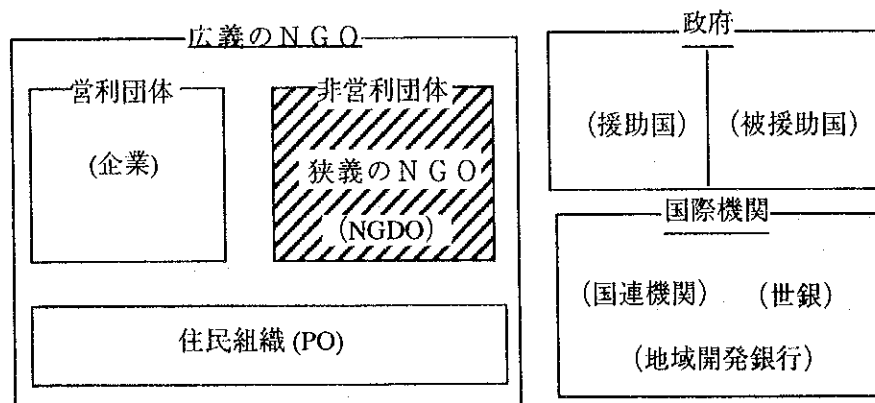 広義のNGO
営利団体
(企業)
非営利団体
狭義のNGO
(NGDO)
住民組織 (PO)
政府
(援助国)
(被援助国)
国際機関
(国連機関)
(世銀)
(地域開発銀行)